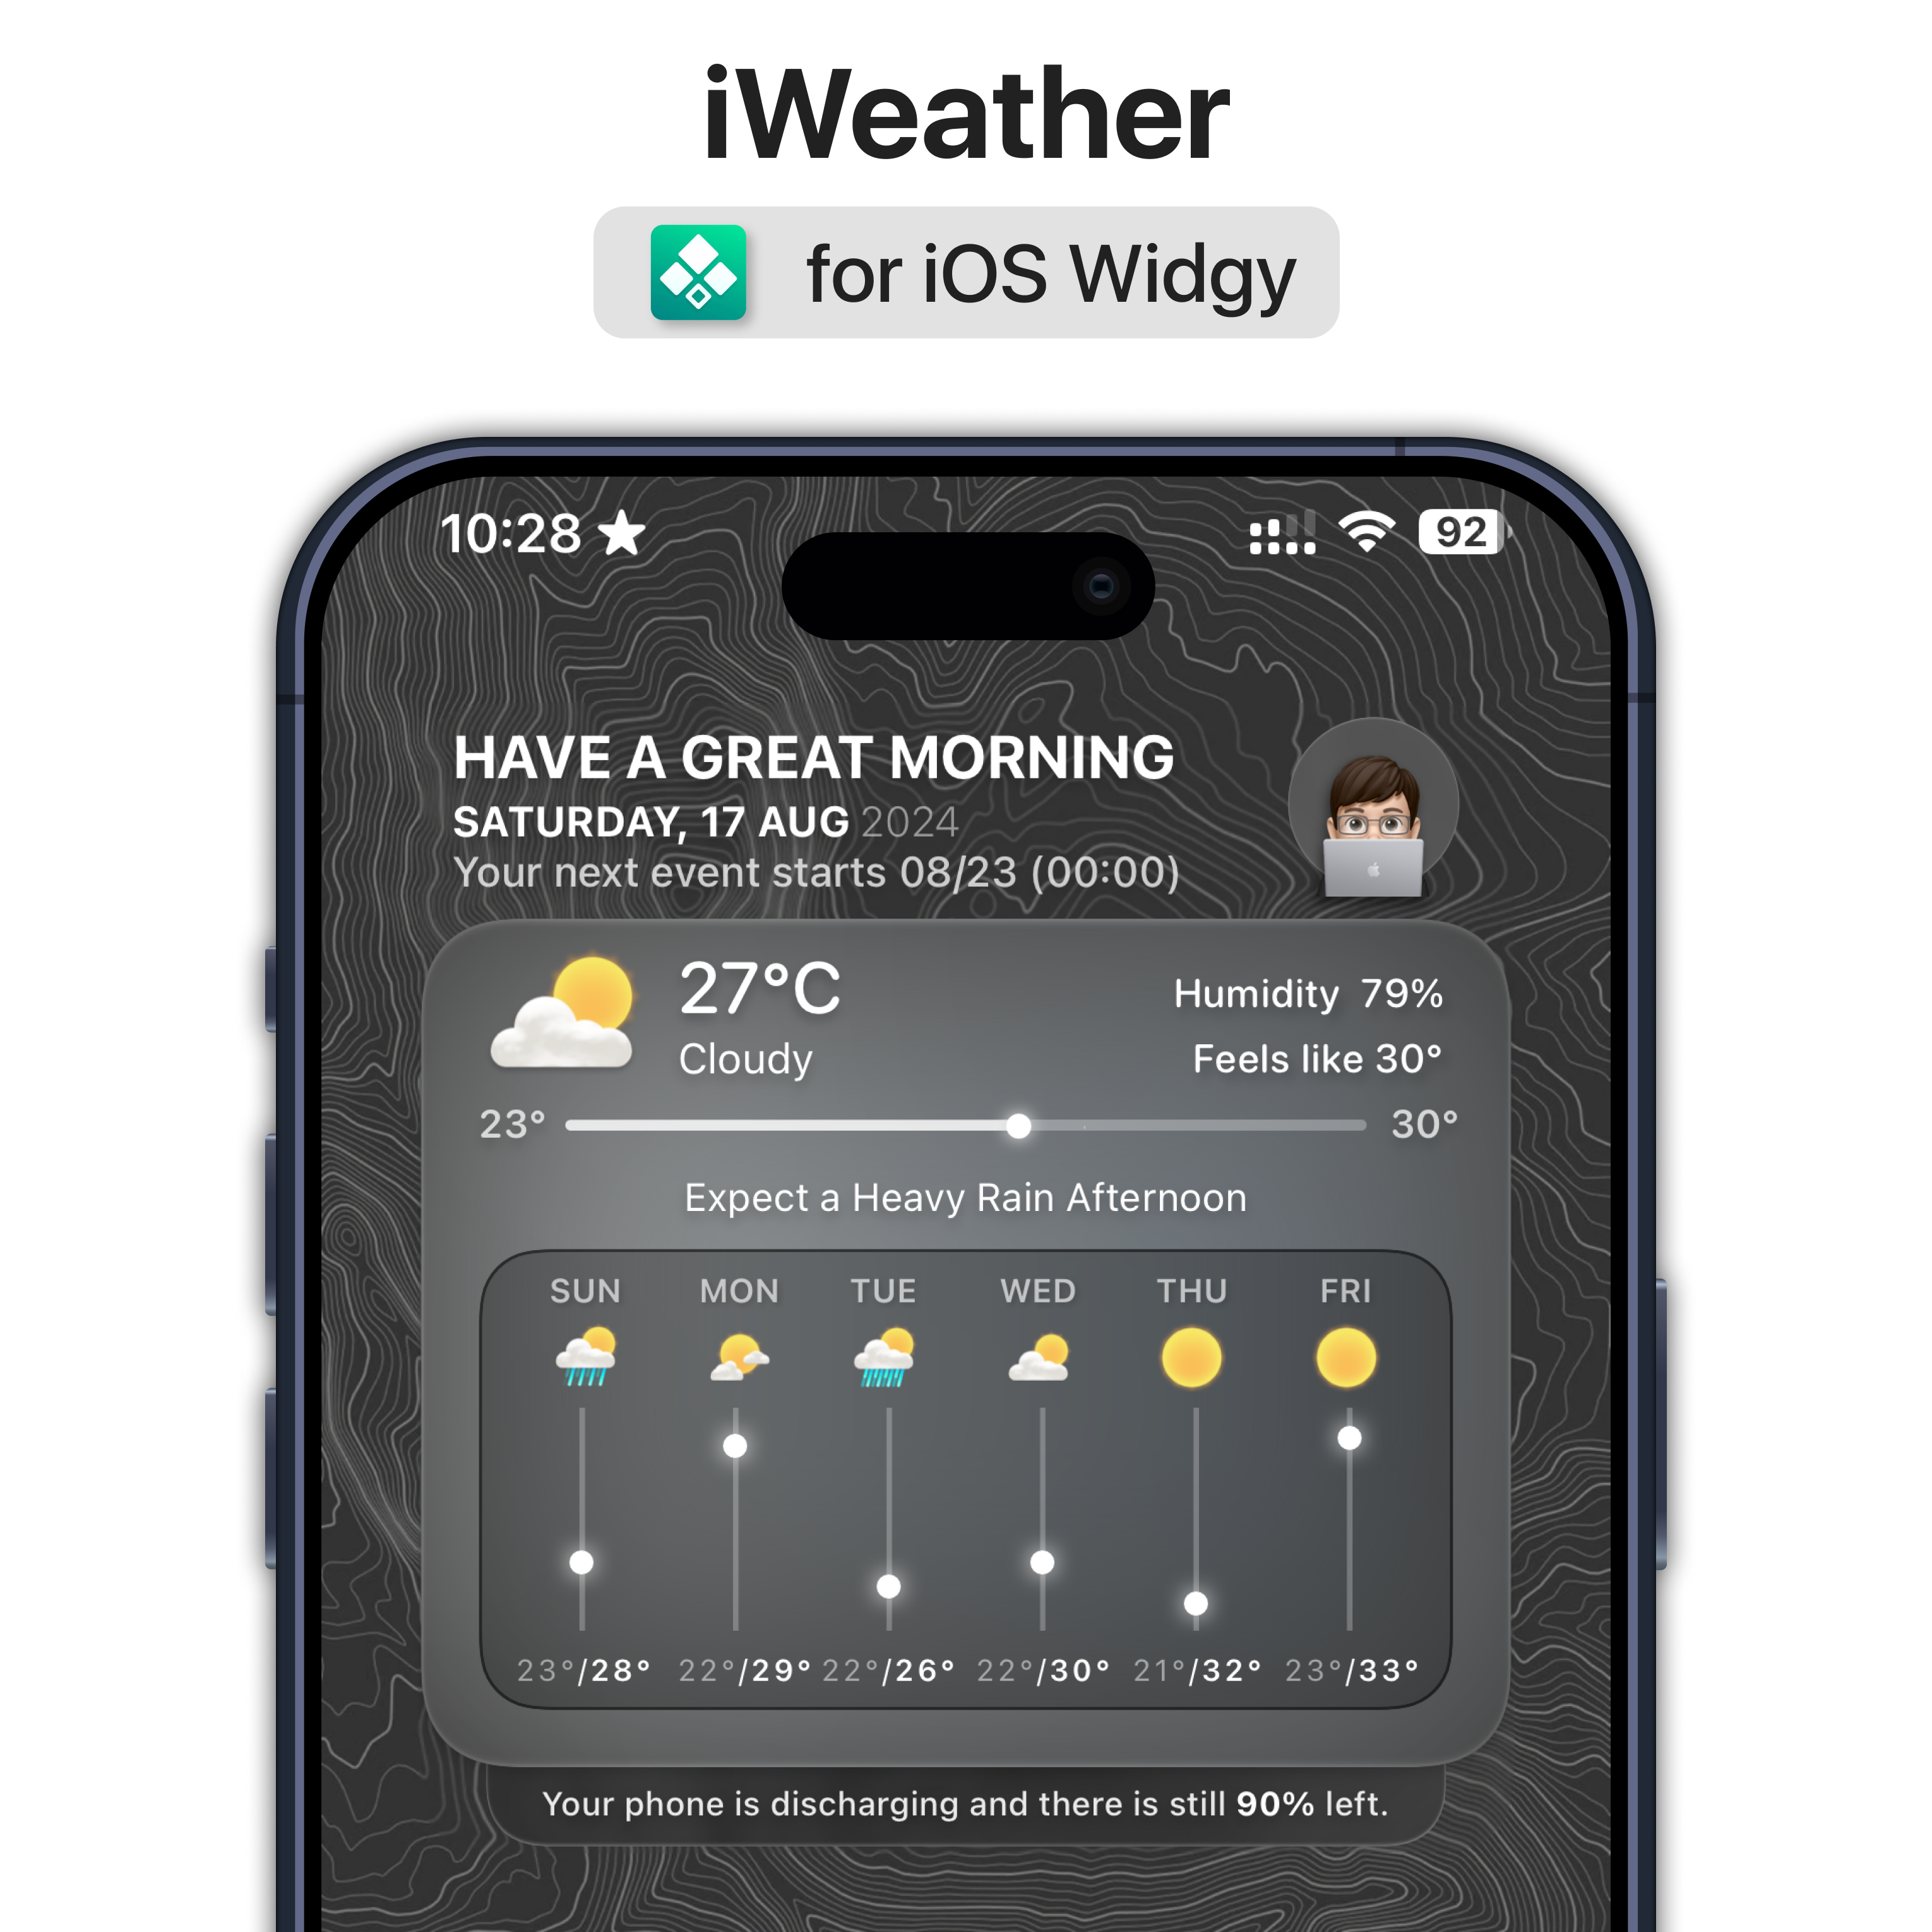 iWeather
for iOS Widgy
10:28
92
HAVE A GREAT MORNING
SATURDAY, 17 AUG 2024
Your next event starts 08/23 (00:00)
27°C
Cloudy
Humidity 79%
Feels like 30°
23°
30°
Expect a Heavy Rain Afternoon
SUN MON TUE WED THU FRI
23°/28° 22°/29° 22°/26° 22°/30° 21°/32° 23°/33°
Your phone is discharging and there is still 90% left.